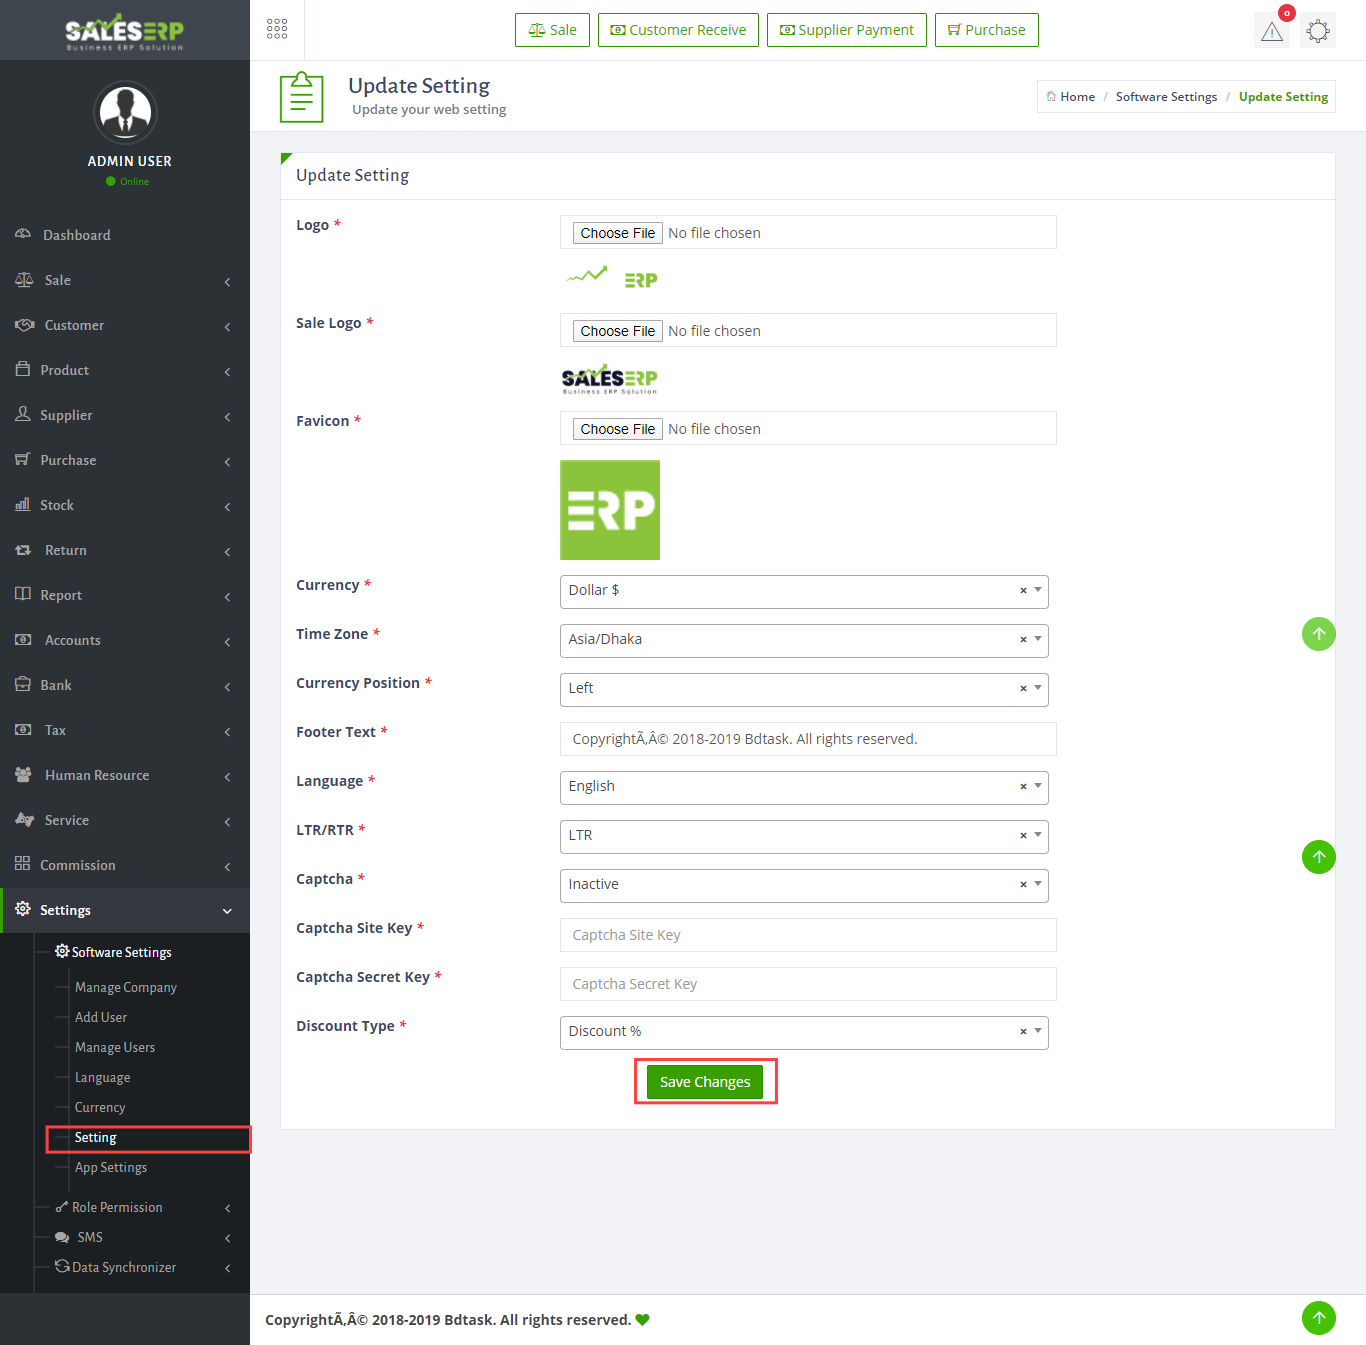 SALESERP
Business ERP Solution
Sale
Customer Receive
Supplier Payment
Purchase
0
ADMIN USER
Online
Dashboard
Sale
Customer
Product
Supplier
Purchase
Stock
Return
Report
Accounts
Bank
Tax
Human Resource
Service
Commission
Settings
Software Settings
Manage Company
Add User
Manage Users
Language
Currency
Setting
App Settings
Role Permission
SMS
Data Synchronizer
Update Setting
Update your web setting
Home / Software Settings / Update Setting
Update Setting
Logo *
Choose File No file chosen
ERP
Sale Logo *
Choose File No file chosen
SALESERP
Business ERP Solution
Favicon *
Choose File No file chosen
ERP
Currency *
Dollar $
×
Time Zone *
Asia/Dhaka
×
Currency Position *
Left
×
Footer Text *
CopyrightÃ‚Â© 2018-2019 Bdtask. All rights reserved.
Language *
English
×
LTR/RTR *
LTR
×
Captcha *
Inactive
×
Captcha Site Key *
Captcha Site Key
Captcha Secret Key *
Captcha Secret Key
Discount Type *
Discount %
×
Save Changes
CopyrightÃ‚Â© 2018-2019 Bdtask. All rights reserved.